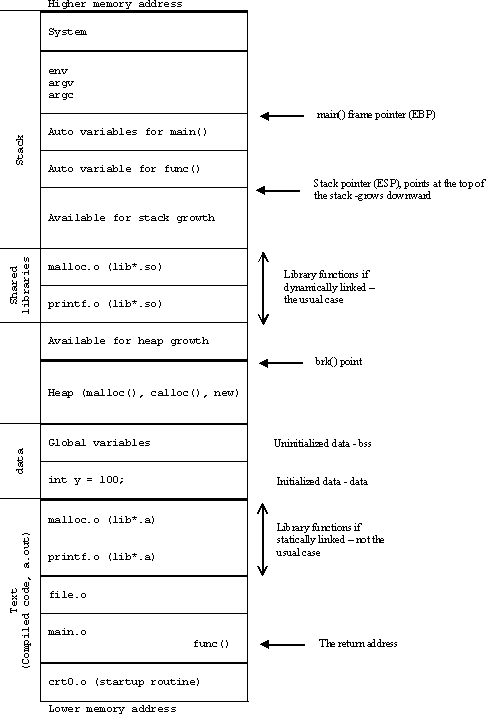 Higher memory address
System
env
argv
argc
main() frame pointer (EBP)
Auto variables for main()
Stack
Auto variable for func()
Stack pointer (ESP), points at the top of
the stack -grows downward
Available for stack growth
Shared
libraries
malloc.o (lib*.so)
printf.o (lib*.so)
Library functions if
dynamically linked –
the usual case
Available for heap growth
brk() point
Heap (malloc(), calloc(), new)
data
Global variables
Uninitialized data - bss
int y = 100;
Initialized data - data
malloc.o (lib*.a)
printf.o (lib*.a)
Library functions if
statically linked – not the
usual case
Text
(Compiled code, a.out)
file.o
main.o
func()
The return address
crt0.o (startup routine)
Lower memory address